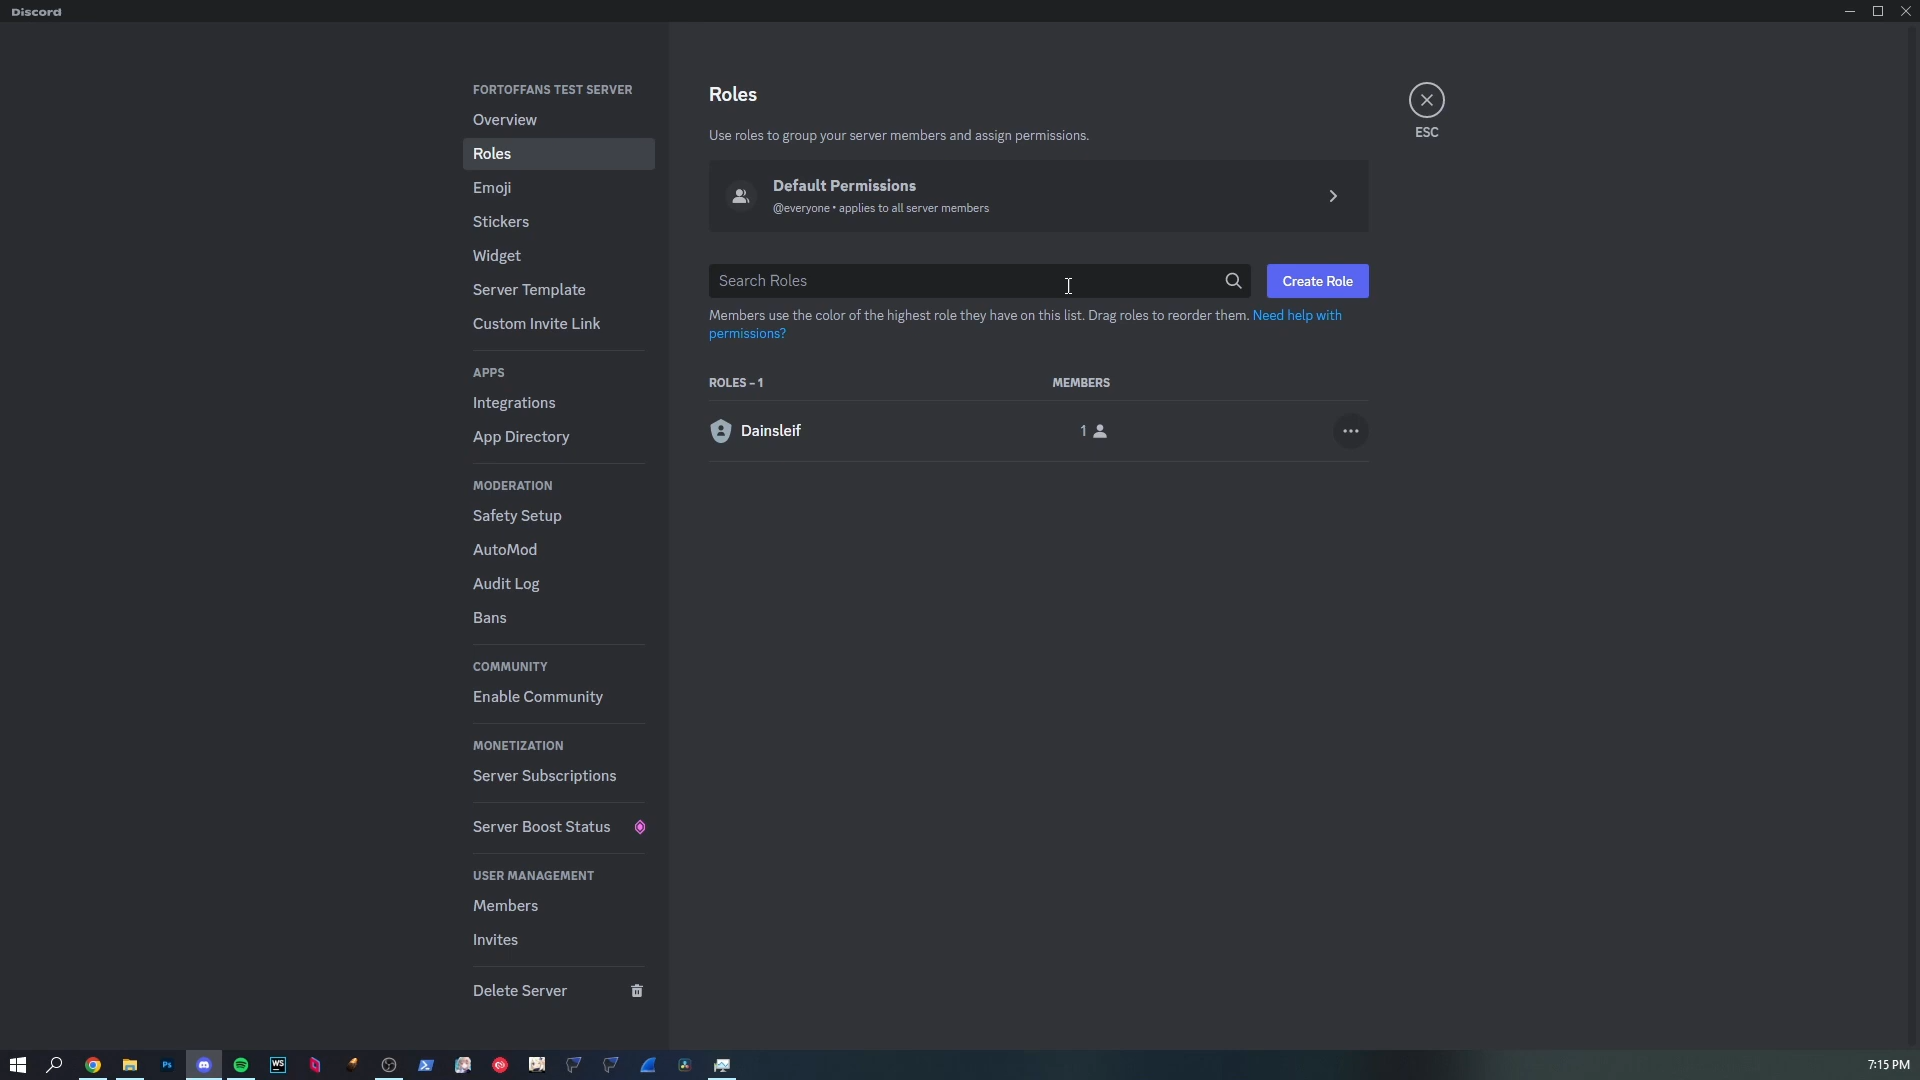 Discord
FORTOFFANS TEST SERVER
Overview
Roles
Emoji
Stickers
Widget
Server Template
Custom Invite Link
APPS
Integrations
App Directory
MODERATION
Safety Setup
AutoMod
Audit Log
Bans
COMMUNITY
Enable Community
MONETIZATION
Server Subscriptions
Server Boost Status
USER MANAGEMENT
Members
Invites
Delete Server
Roles
Use roles to group your server members and assign permissions.
Default Permissions
@everyone • applies to all server members
Search Roles
Create Role
Members use the color of the highest role they have on this list. Drag roles to reorder them. Need help with
permissions?
ROLES – 1 MEMBERS
Dainsleif 1
ESC
Ps WS
7:15 PM